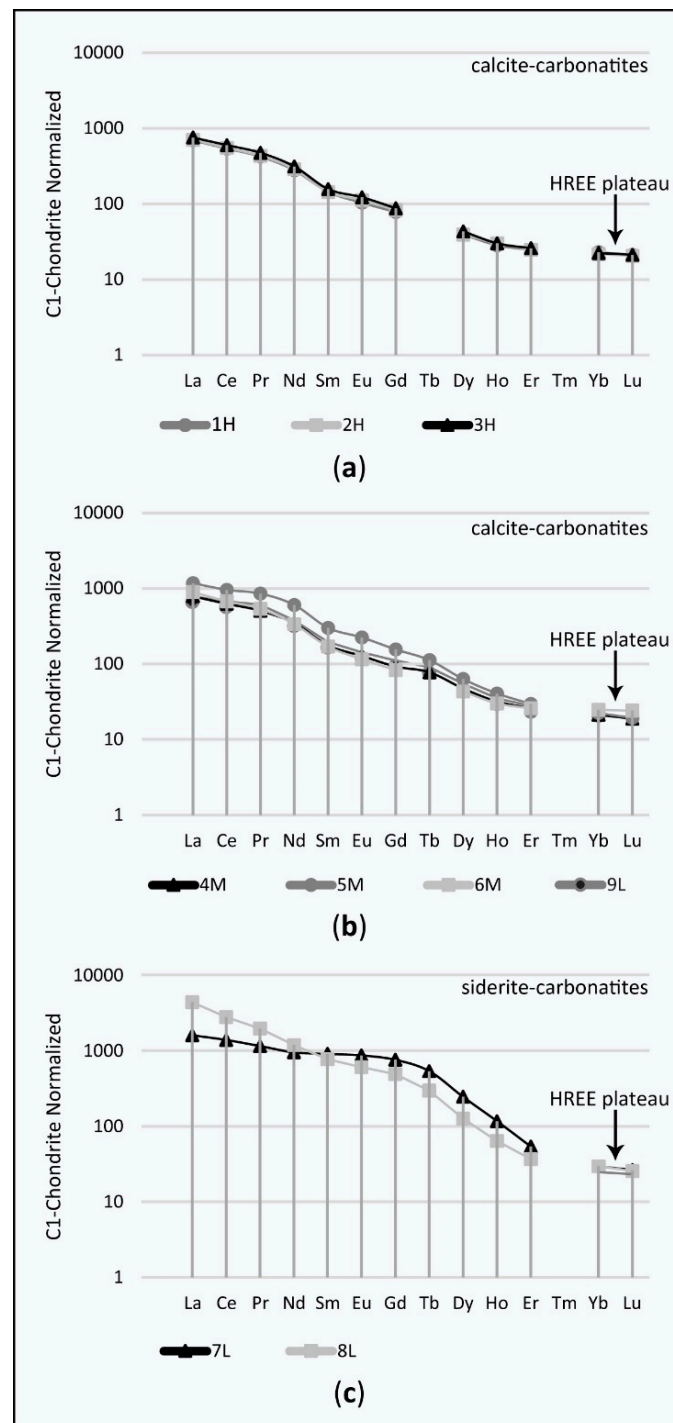 calcite-carbonatites
C1-Chondrite Normalized
10000
1000
100
10
1
HREE plateau
La Ce Pr Nd Sm Eu Gd Tb Dy Ho Er Tm Yb Lu
1H 2H 3H
(a)
calcite-carbonatites
C1-Chondrite Normalized
10000
1000
100
10
1
HREE plateau
La Ce Pr Nd Sm Eu Gd Tb Dy Ho Er Tm Yb Lu
4M 5M 6M 9L
(b)
siderite-carbonatites
C1-Chondrite Normalized
10000
1000
100
10
1
HREE plateau
La Ce Pr Nd Sm Eu Gd Tb Dy Ho Er Tm Yb Lu
7L 8L
(c)